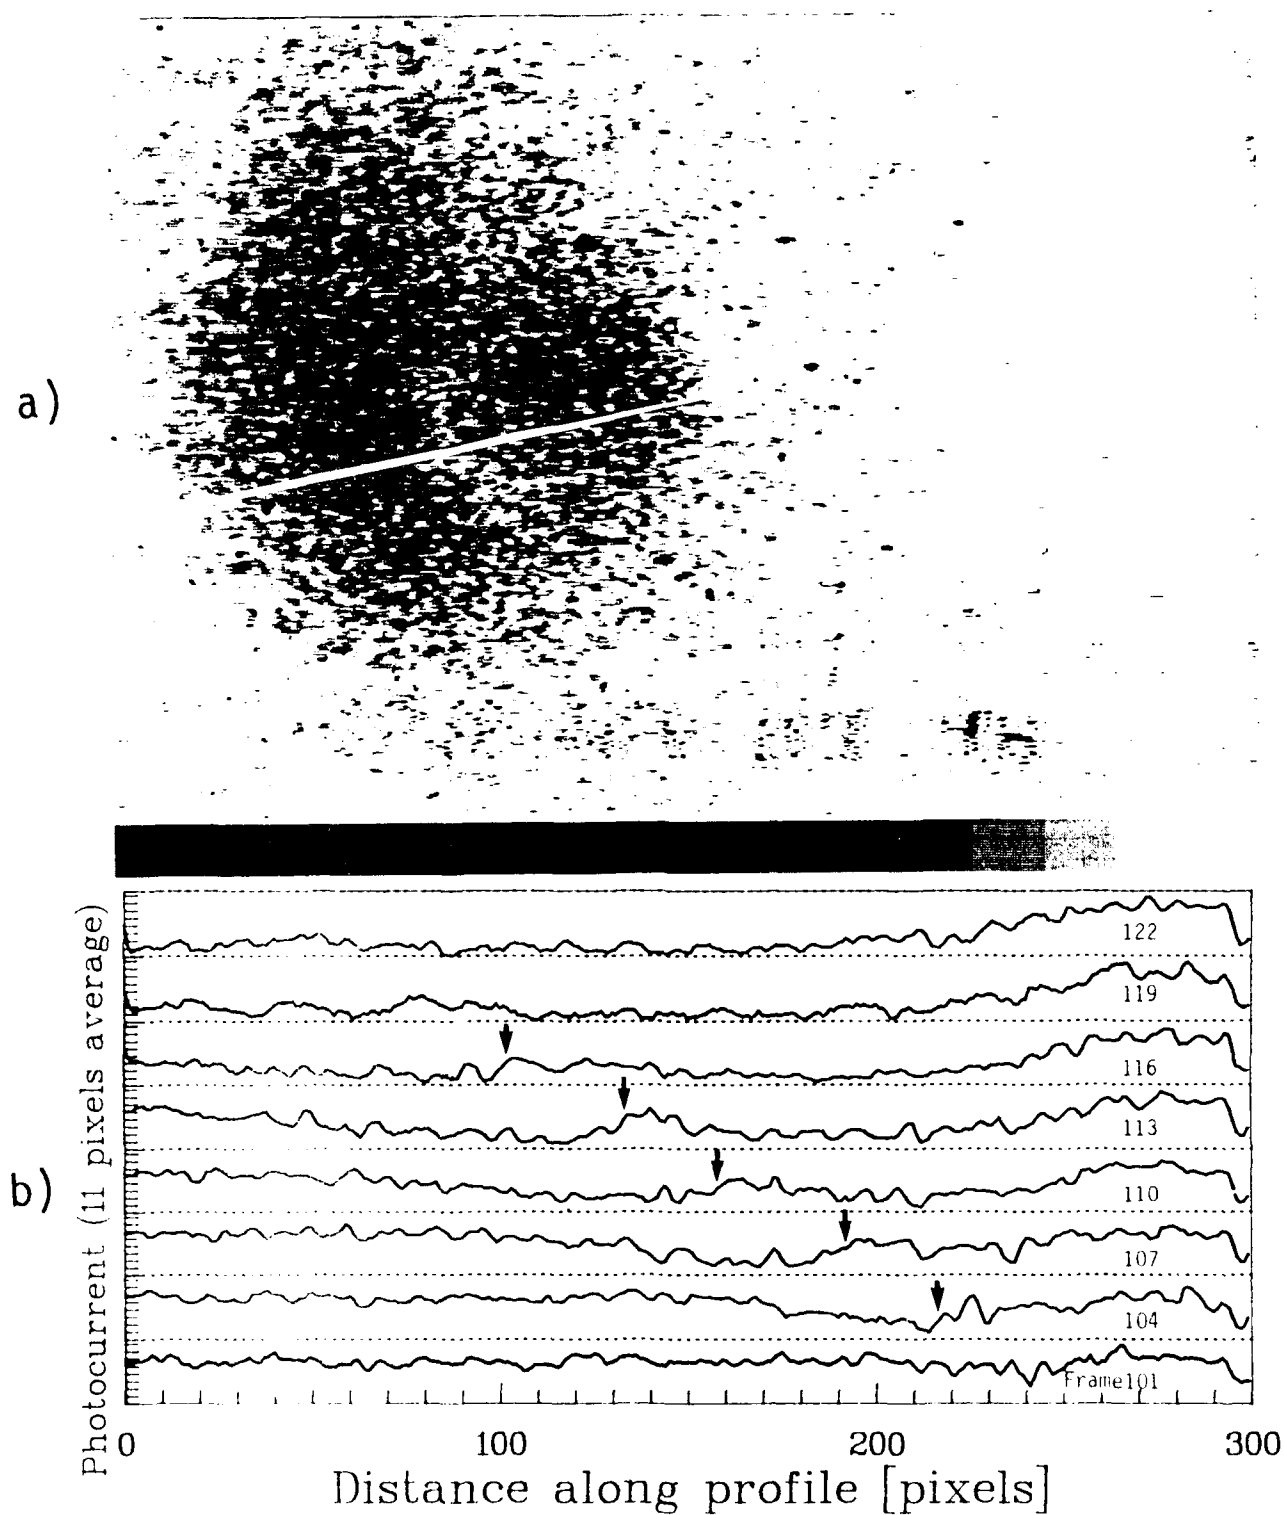 a)
b)
Photocurrent (11 pixels average)
122
119
116
113
110
107
104
Frame101
0 100 200 300
Distance along profile [pixels]